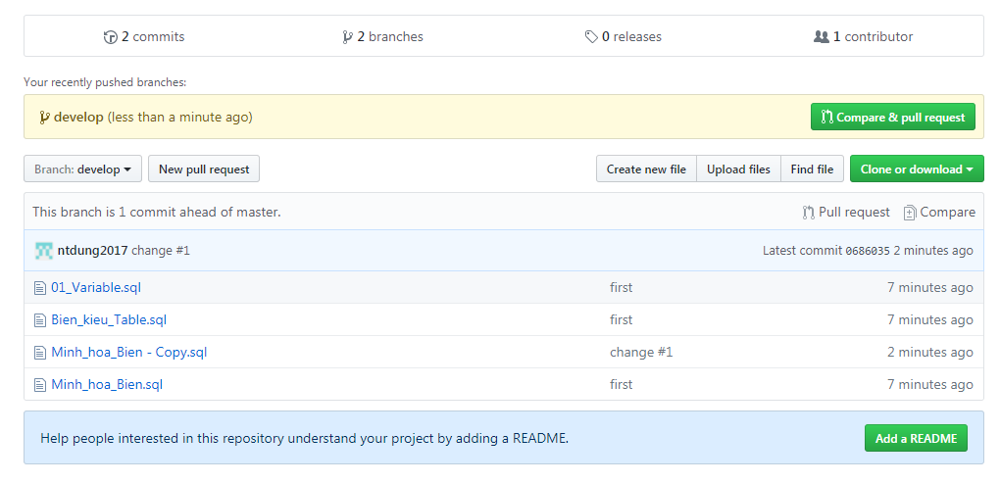 2 commits 2 branches 0 releases 1 contributor
Your recently pushed branches:
develop (less than a minute ago) Compare & pull request
Branch: develop New pull request Create new file Upload files Find file Clone or download
This branch is 1 commit ahead of master. Pull request Compare
ntdung2017 change #1 Latest commit 0686035 2 minutes ago
01_Variable.sql first 7 minutes ago
Bien_kieu_Table.sql first 7 minutes ago
Minh_hoa_Bien - Copy.sql change #1 2 minutes ago
Minh_hoa_Bien.sql first 7 minutes ago
Help people interested in this repository understand your project by adding a README. Add a README